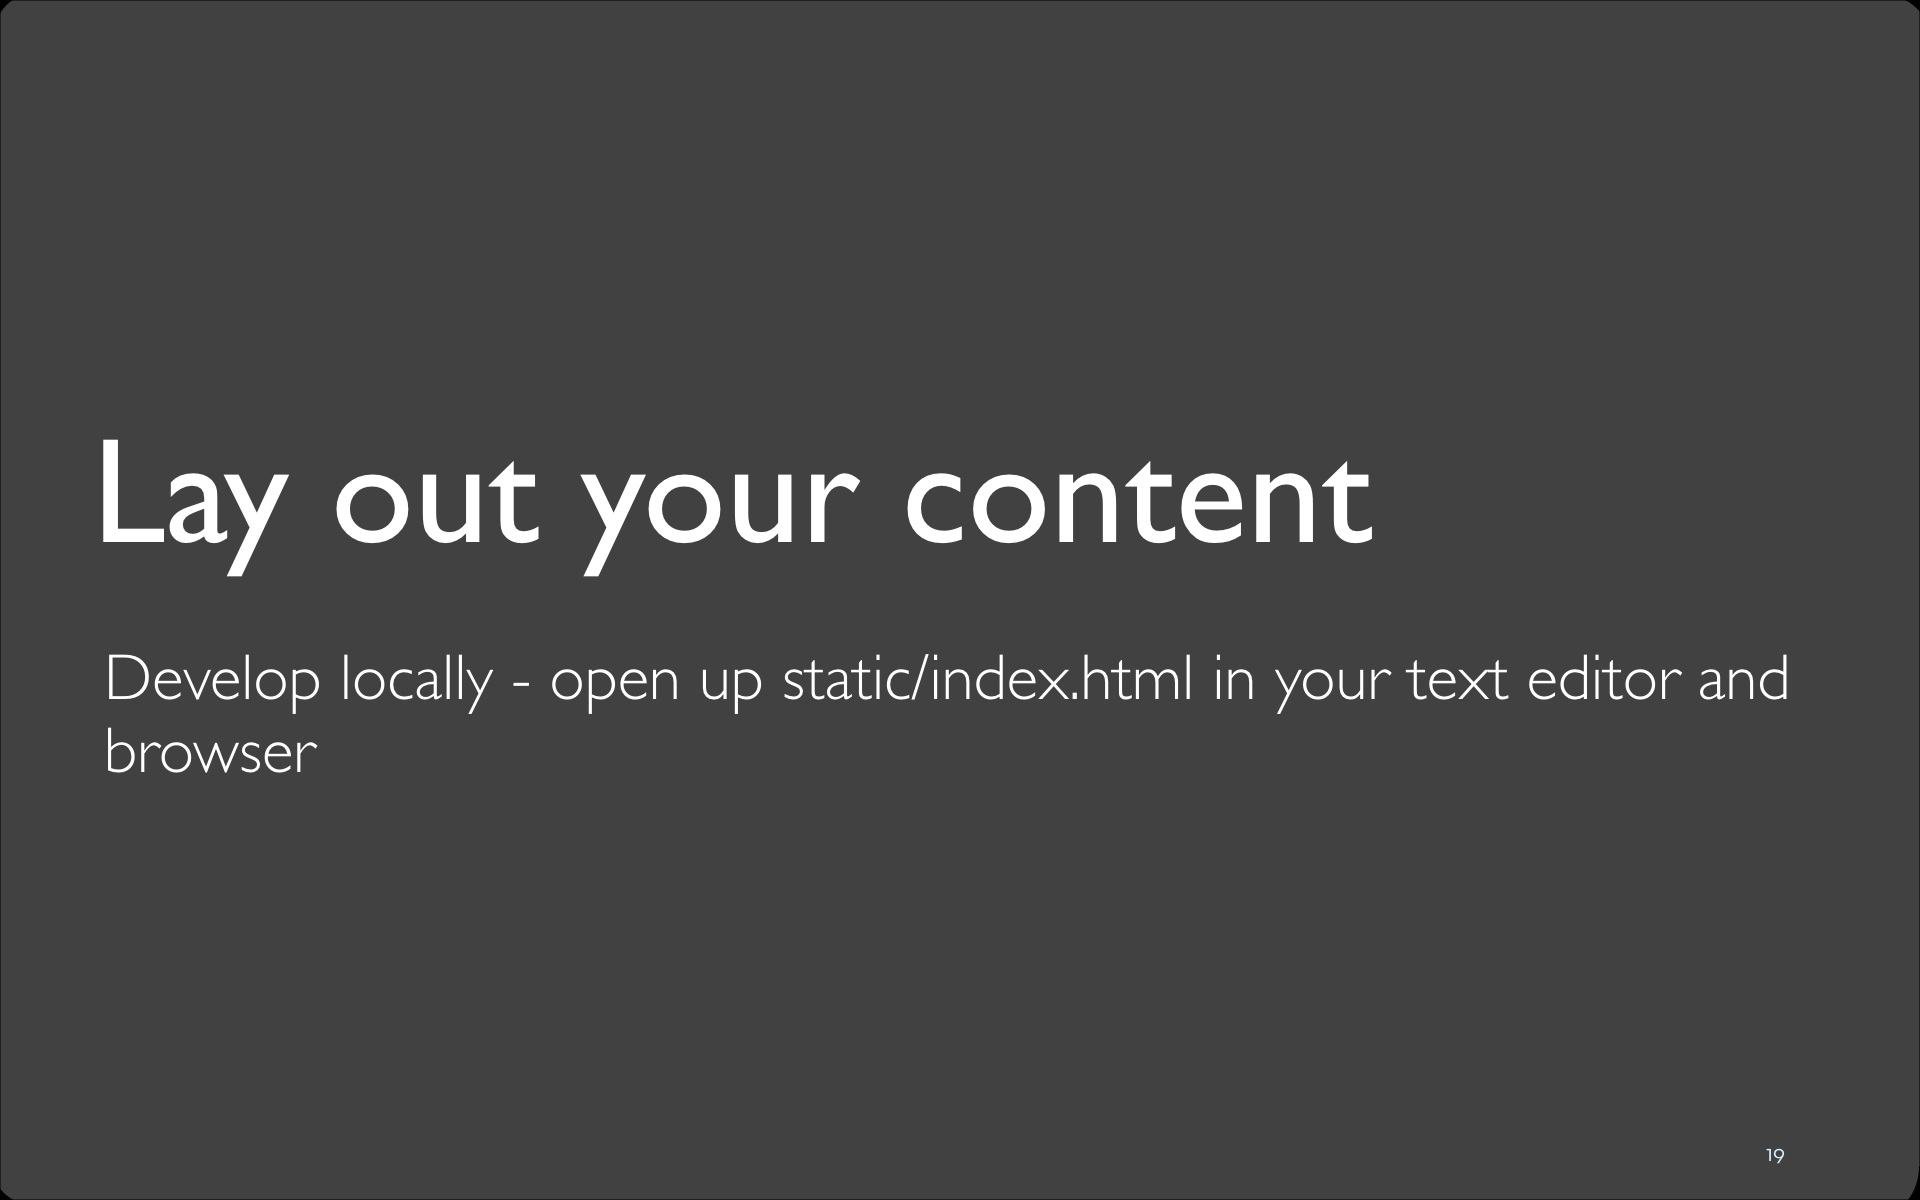 Lay out your content
Develop locally - open up static/index.html in your text editor and
browser
19